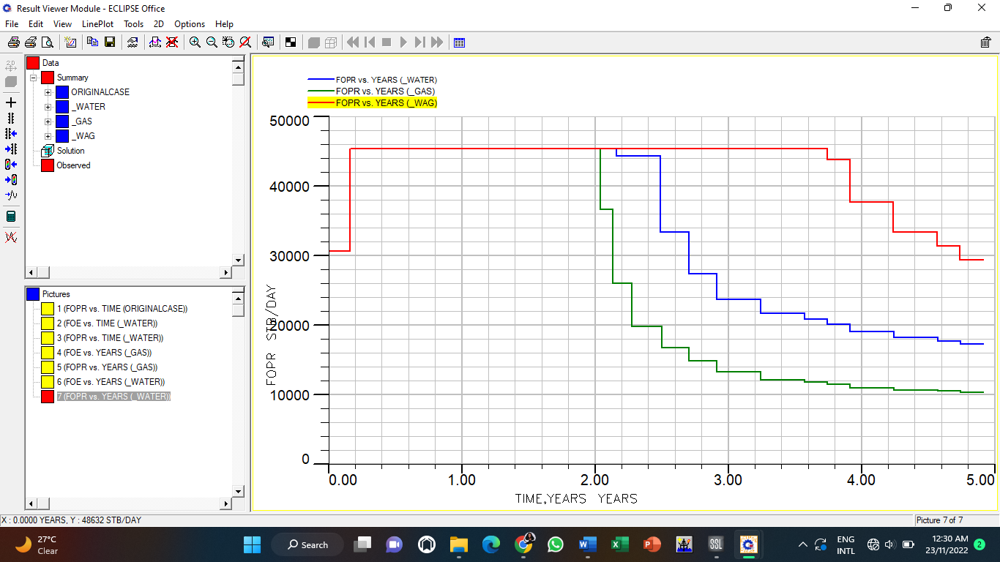 Result Viewer Module - ECLIPSE Office
File Edit View LinePlot Tools 2D Options Help
2D
Data
Summary
ORIGINALCASE
_WATER
_GAS
_WAG
Solution
Observed
Pictures
1 (FOPR vs. TIME (ORIGINALCASE))
2 (FOE vs. TIME (_WATER))
3 (FOPR vs. TIME (_WATER))
4 (FOE vs. YEARS (_GAS))
5 (FOPR vs. YEARS (_GAS))
6 (FOE vs. YEARS (_WATER))
7 (FOPR vs. YEARS (_WATER))
FOPR vs. YEARS (_WATER)
FOPR vs. YEARS (_GAS)
FOPR vs. YEARS (_WAG)
50000
40000
30000
20000
10000
0
FOPR STB/DAY
0.00 1.00 2.00 3.00 4.00 5.00
TIME,YEARS YEARS
X : 0.0000 YEARS, Y : 48632 STB/DAY
Picture 7 of 7
27°C
Clear
Search
SSL
ENG
INTL
12:30 AM
23/11/2022
2